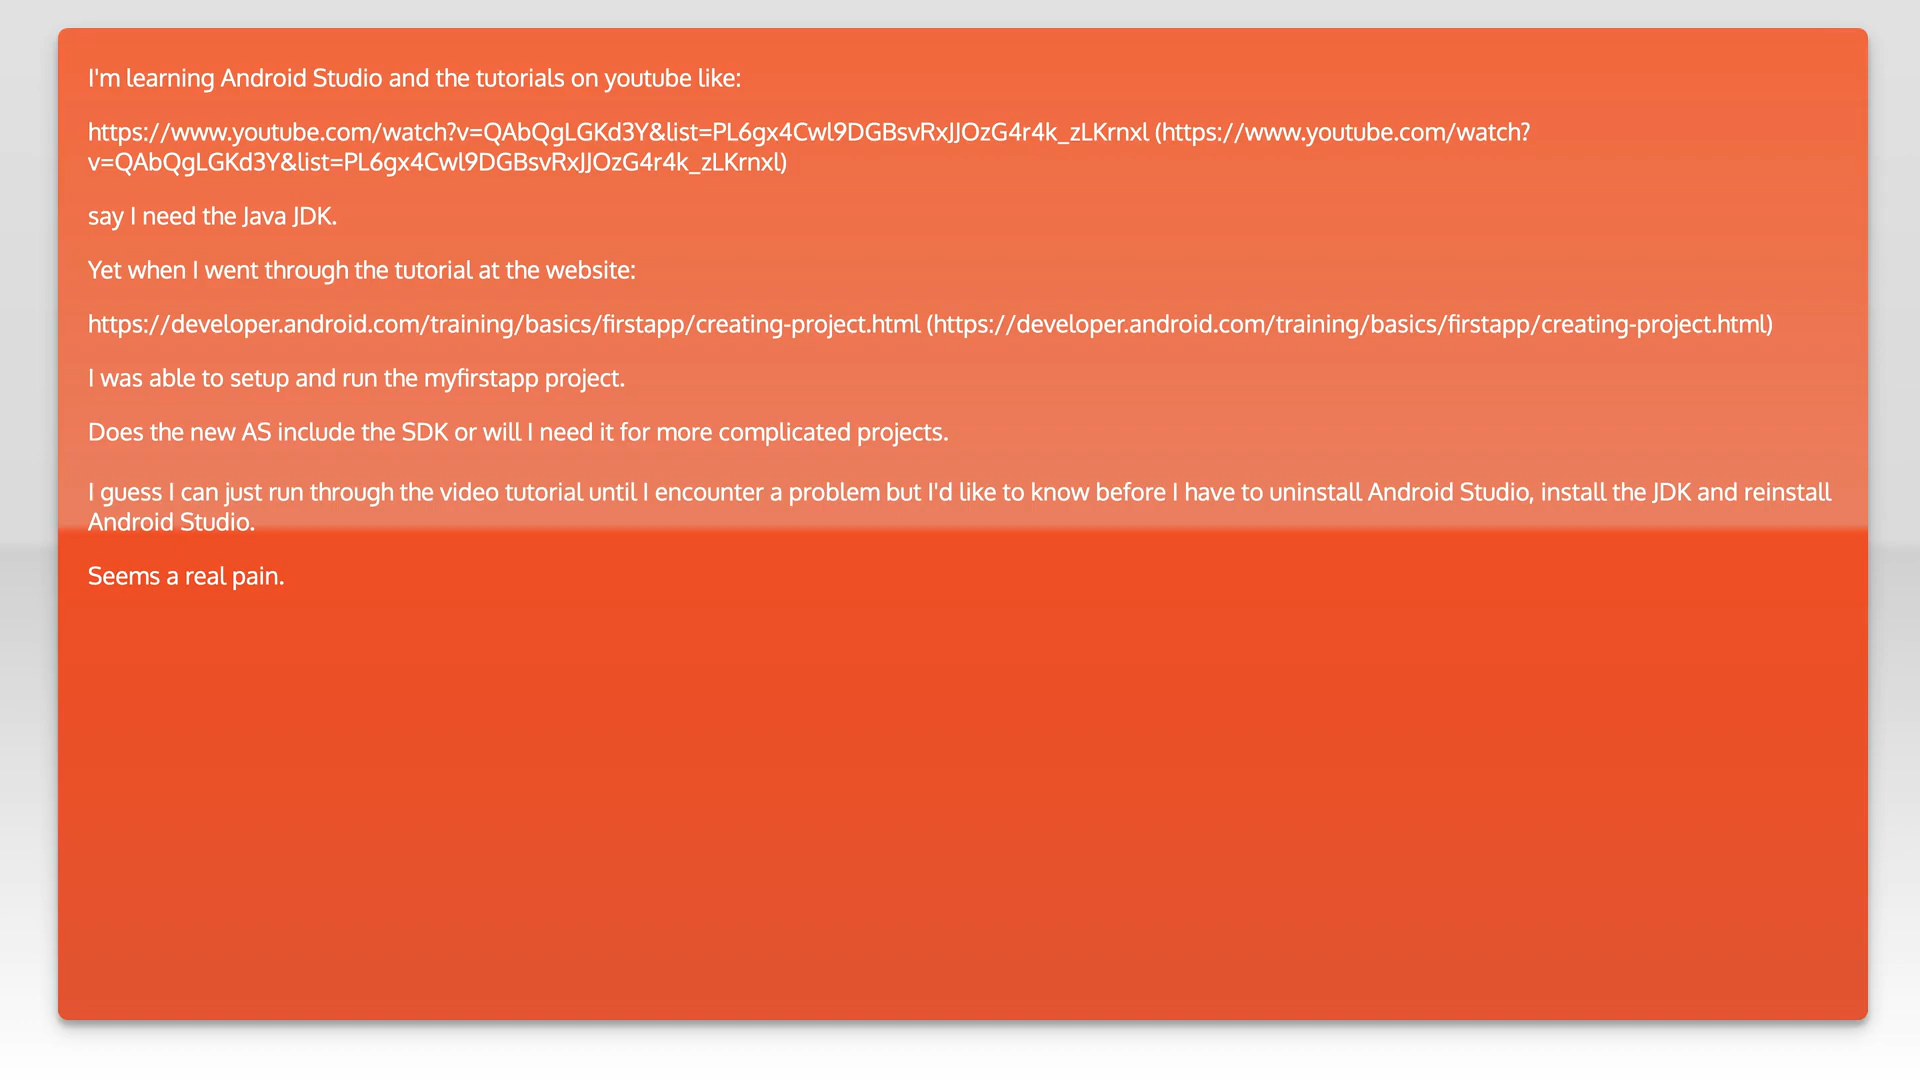 I'm learning Android Studio and the tutorials on youtube like:
https://www.youtube.com/watch?v=QAbQgLGKd3Y&list=PL6gx4Cwl9DGBsvRxJJOzG4r4k_zLKrnxl (https://www.youtube.com/watch?
v=QAbQgLGKd3Y&list=PL6gx4Cwl9DGBsvRxJJOzG4r4k_zLKrnxl)
say I need the Java JDK.
Yet when I went through the tutorial at the website:
https://developer.android.com/training/basics/firstapp/creating-project.html (https://developer.android.com/training/basics/firstapp/creating-project.html)
I was able to setup and run the myfirstapp project.
Does the new AS include the SDK or will I need it for more complicated projects.
I guess I can just run through the video tutorial until I encounter a problem but I'd like to know before I have to uninstall Android Studio, install the JDK and reinstall
Android Studio.
Seems a real pain.